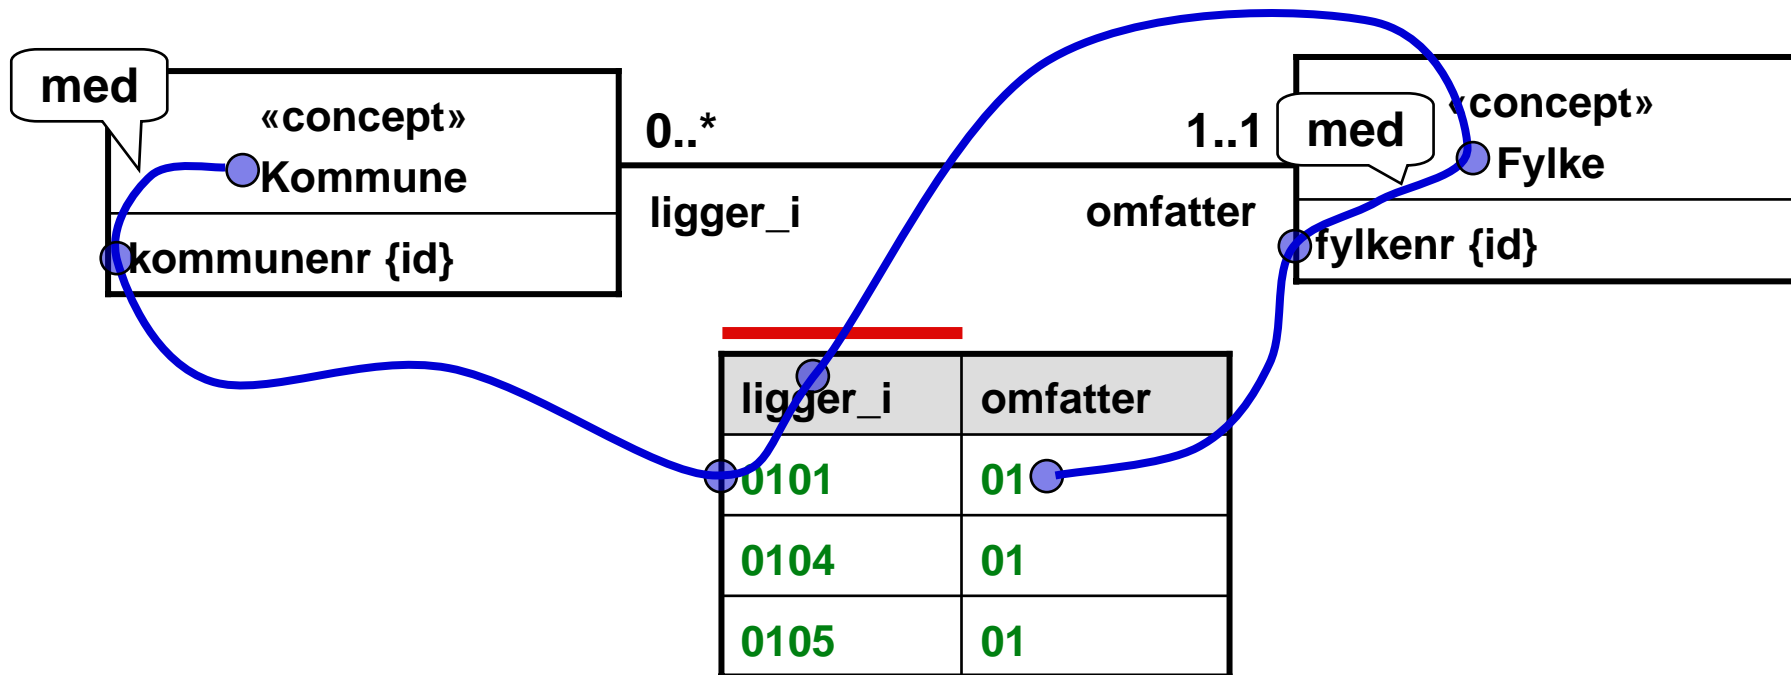 med
«concept»
Kommune
kommunenr {id}
0..*
1..1
ligger_i
omfatter
med
«concept»
Fylke
fylkenr {id}
ligger_i omfatter
0101 01
0104 01
0105 01